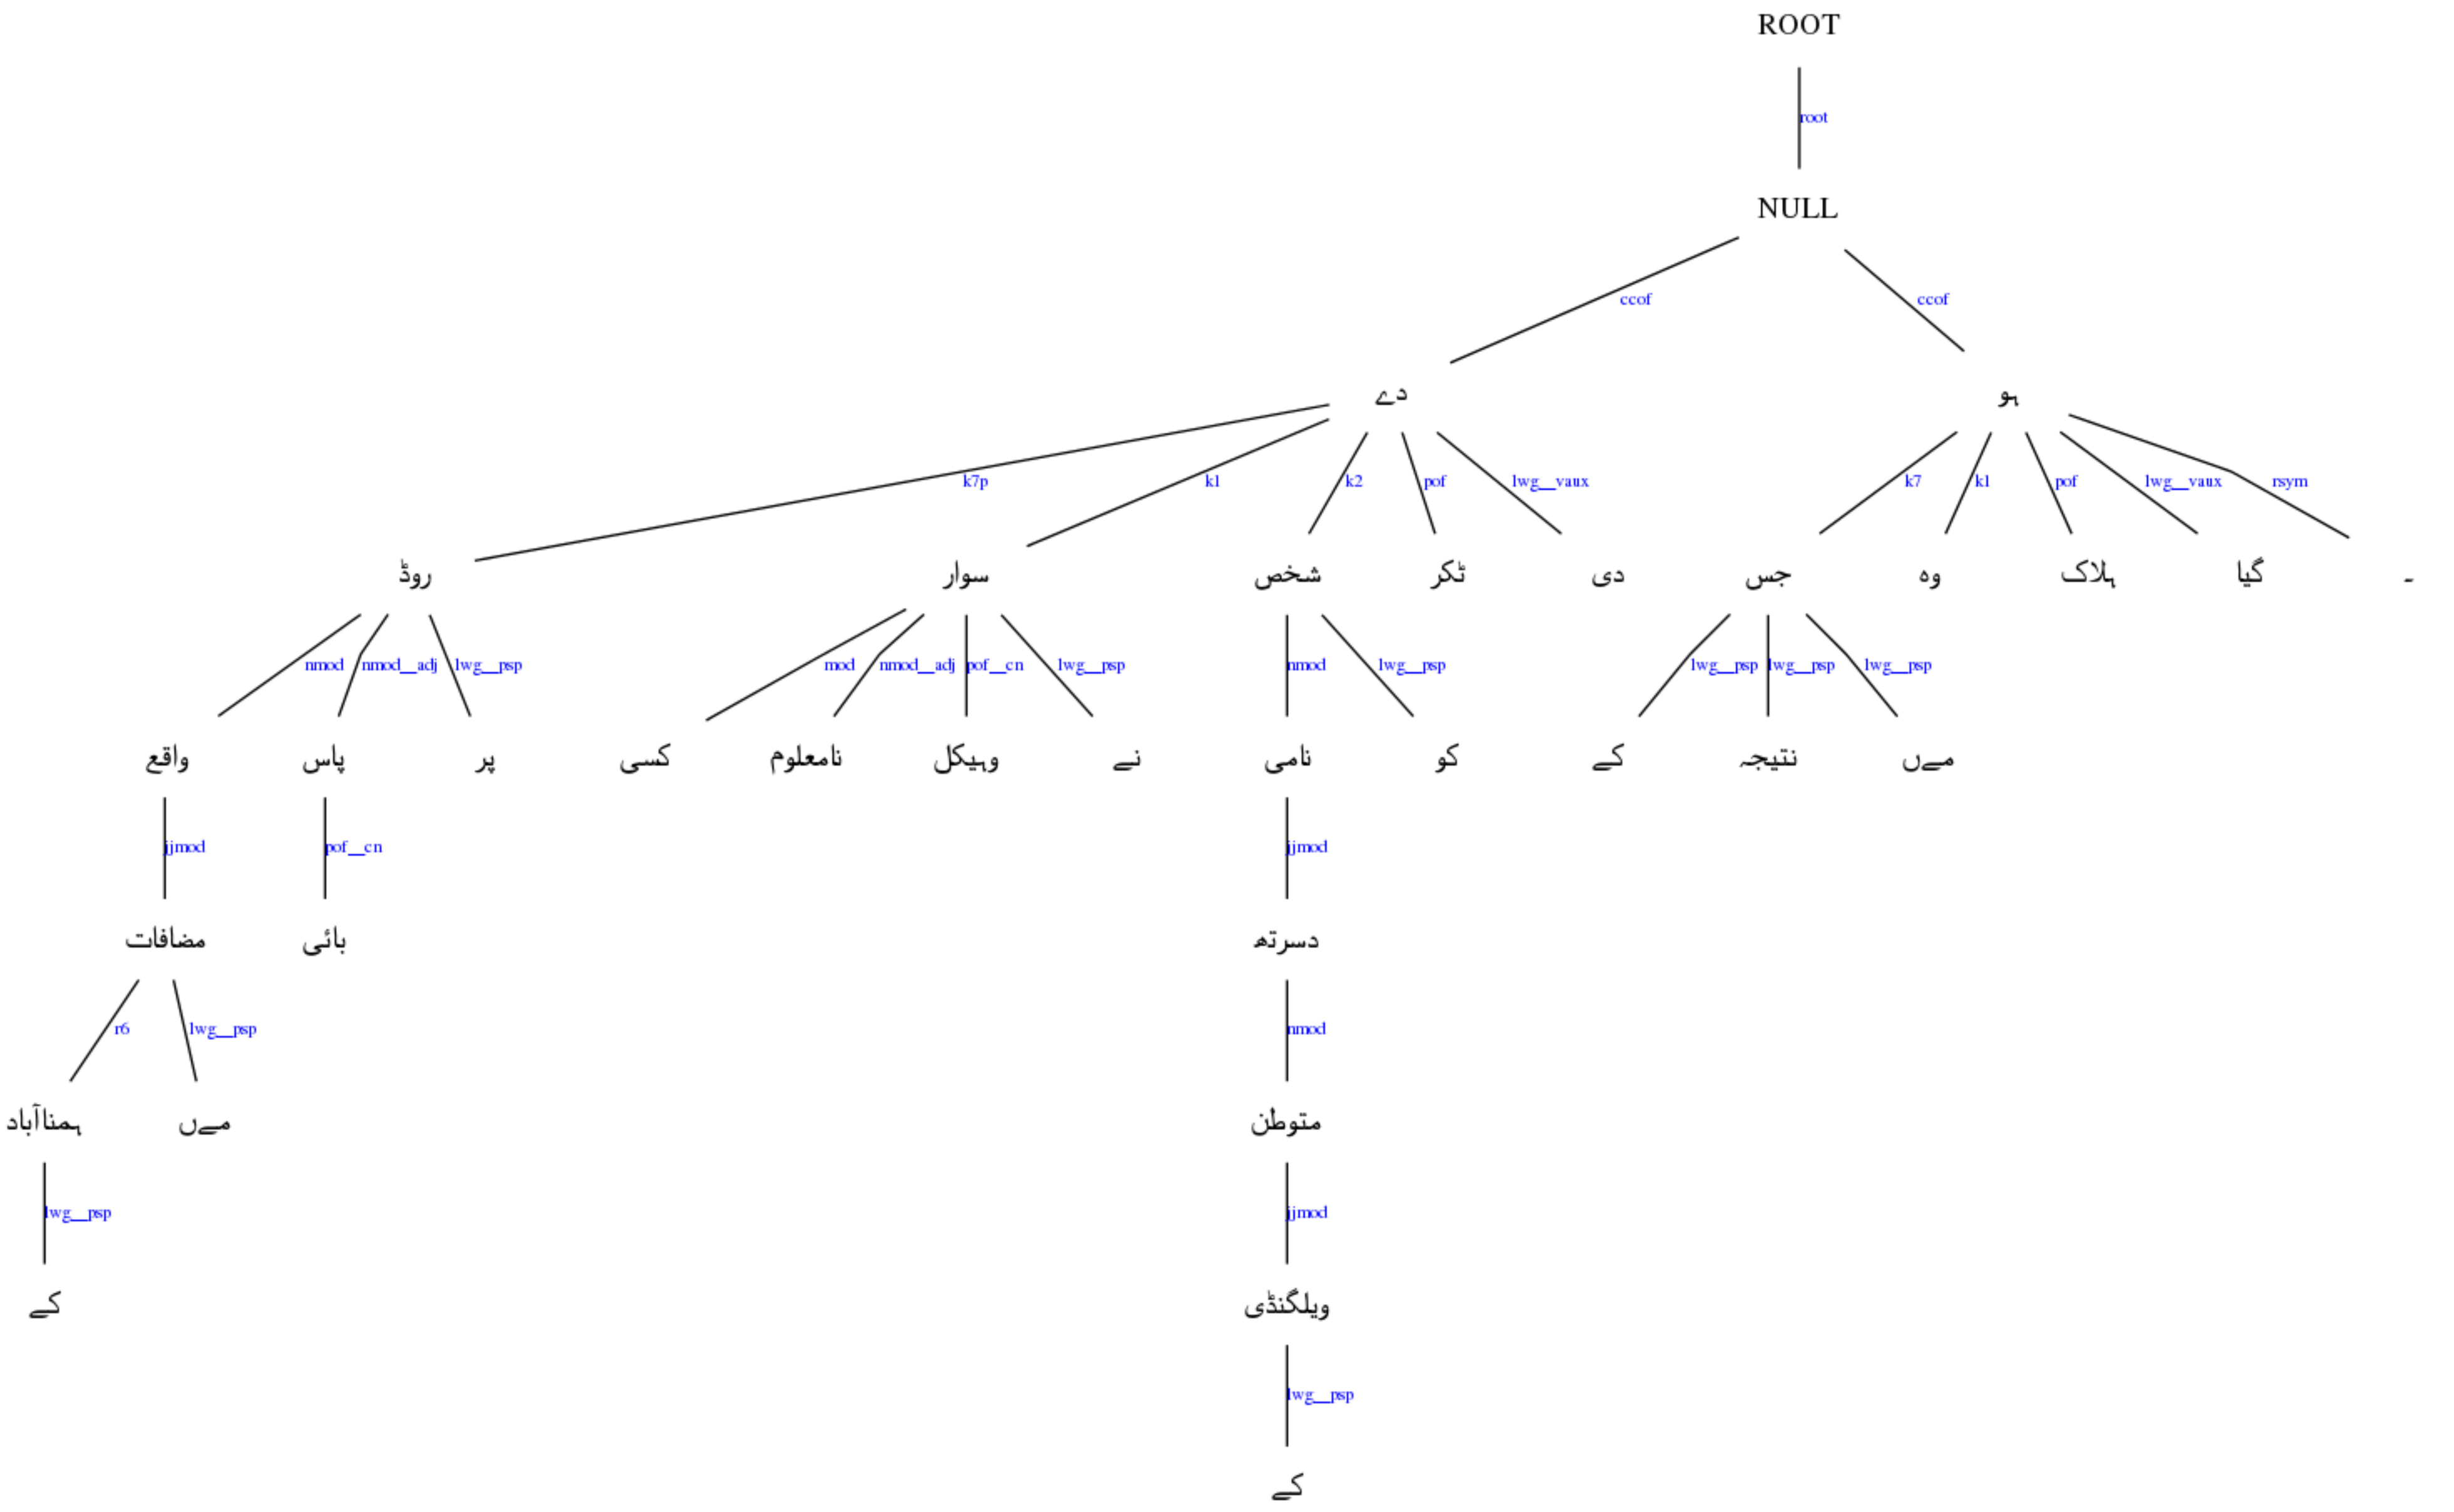 ROOT
root
NULL
ccof ccof
دے ہو
k7p k1 k2 pof lwg__vaux k7 k1 pof lwg__vaux rsym
روڈ سوار شخص ٹکر دی جس وہ ہلاک گیا ۔
nmod nmod__adj lwg__psp mod nmod__adj pof__cn lwg__psp nmod lwg__psp lwg__psp lwg__psp lwg__psp
واقع پاس پر کسی نامعلوم وہیکل نے نامی کو کے نتیجہ مےں
jjmod pof__cn jjmod
مضافات بائی دسرتھ
r6 lwg__psp nmod
ہمناآباد مےں متوطن
lwg__psp jjmod
کے ویلگنڈی
lwg__psp
کے